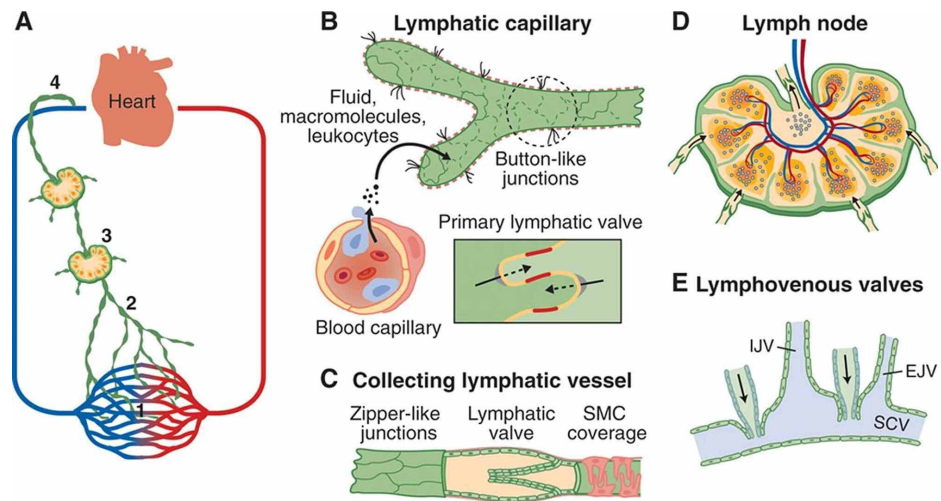 A
Heart
4
3
2
1
B
Lymphatic capillary
Fluid,
macromolecules,
leukocytes
Button-like
junctions
Primary lymphatic valve
Blood capillary
C
Collecting lymphatic vessel
Zipper-like
junctions
Lymphatic
valve
SMC
coverage
D
Lymph node
E
Lymphovenous valves
IJV
EJV
SCV